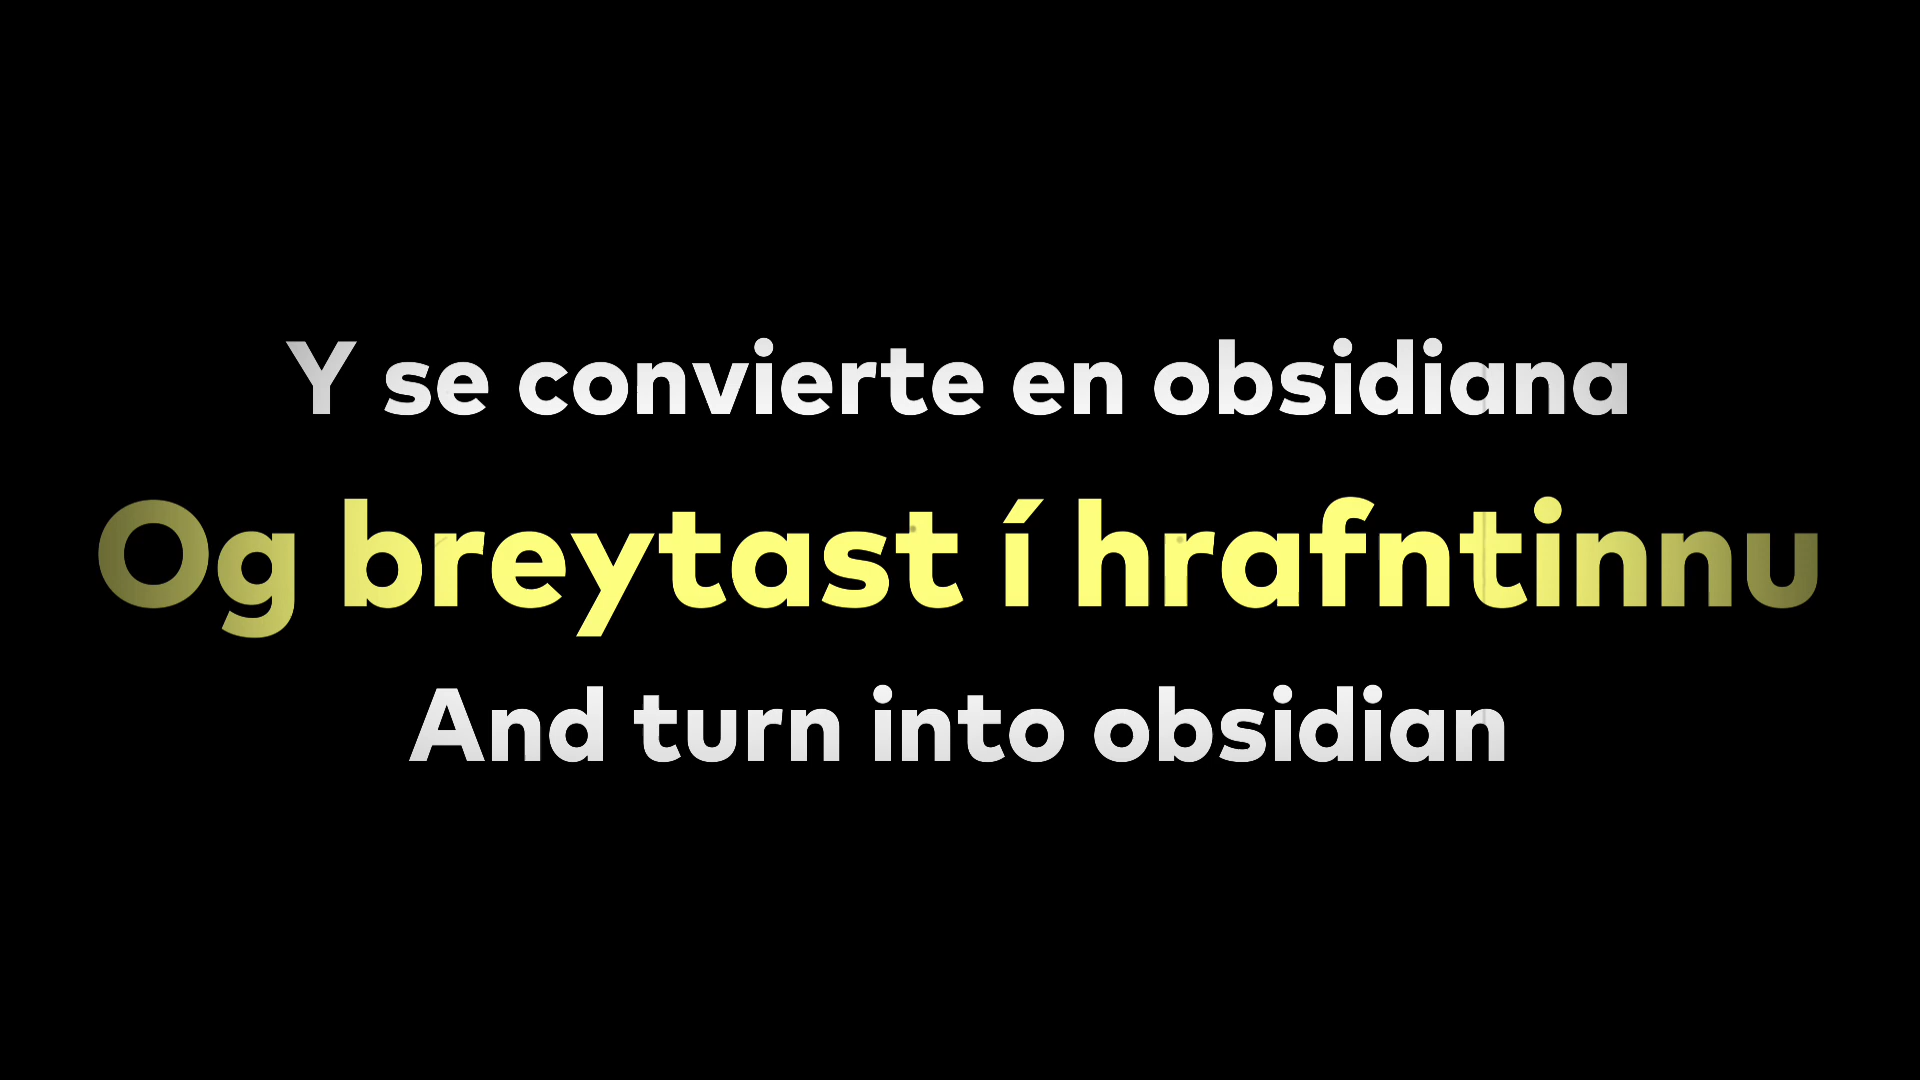 Y se convierte en obsidiana
Og breytast í hrafntinnu
And turn into obsidian